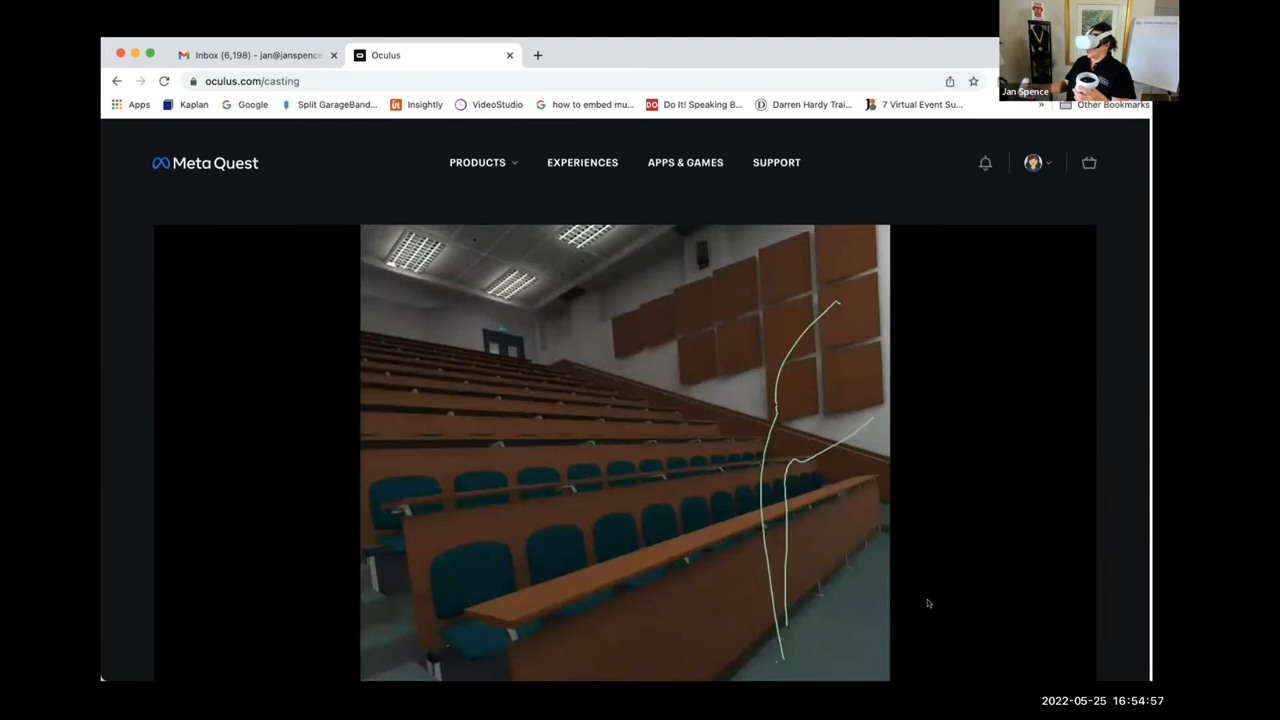 Inbox (6,198) - jan@janspence
Oculus
oculus.com/casting
Apps
Kaplan
Google
Split GarageBand...
Insightly
VideoStudio
how to embed mu...
Do It! Speaking B...
Darren Hardy Trai...
7 Virtual Event Su...
»
Other Bookmarks
Jan Spence
Meta Quest
PRODUCTS
EXPERIENCES
APPS & GAMES
SUPPORT
2022-05-25 16:54:57